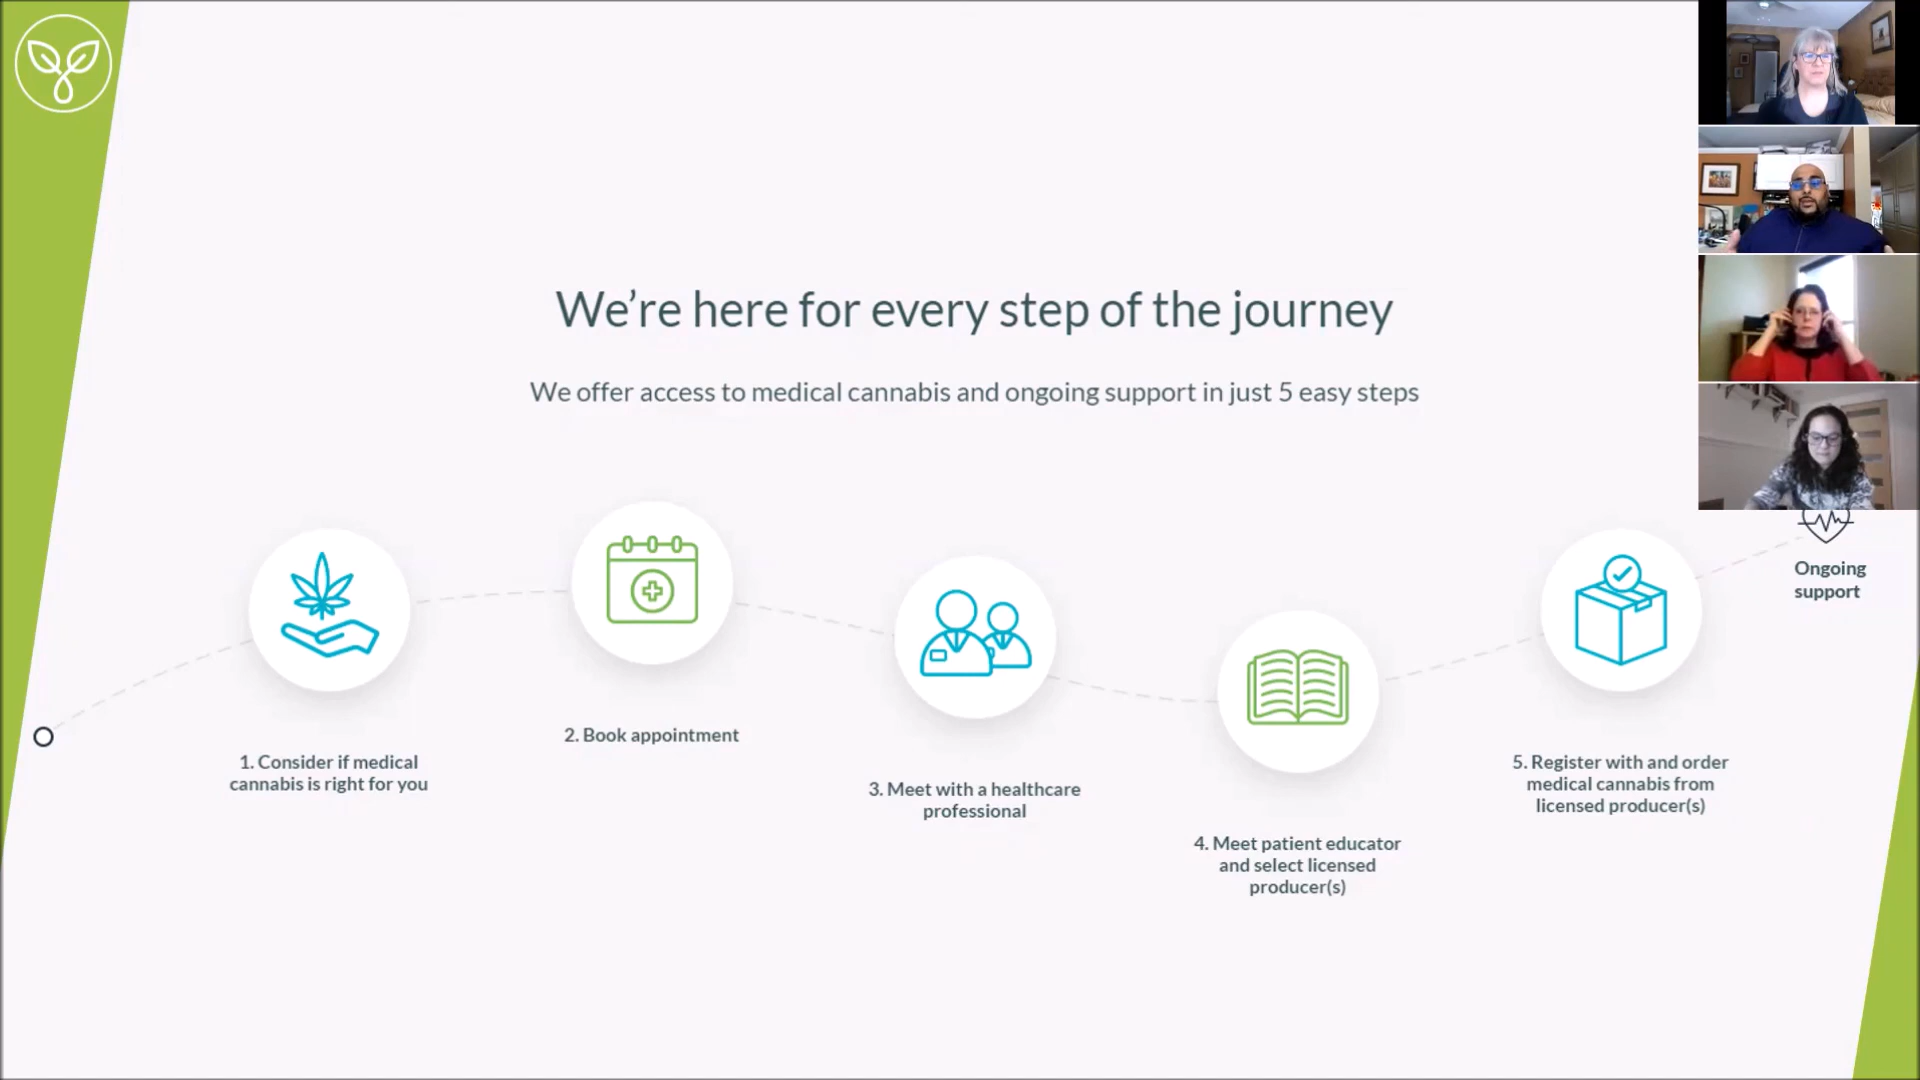 We’re here for every step of the journey
We offer access to medical cannabis and ongoing support in just 5 easy steps
1. Consider if medical
cannabis is right for you
2. Book appointment
3. Meet with a healthcare
professional
4. Meet patient educator
and select licensed
producer(s)
5. Register with and order
medical cannabis from
licensed producer(s)
Ongoing
support